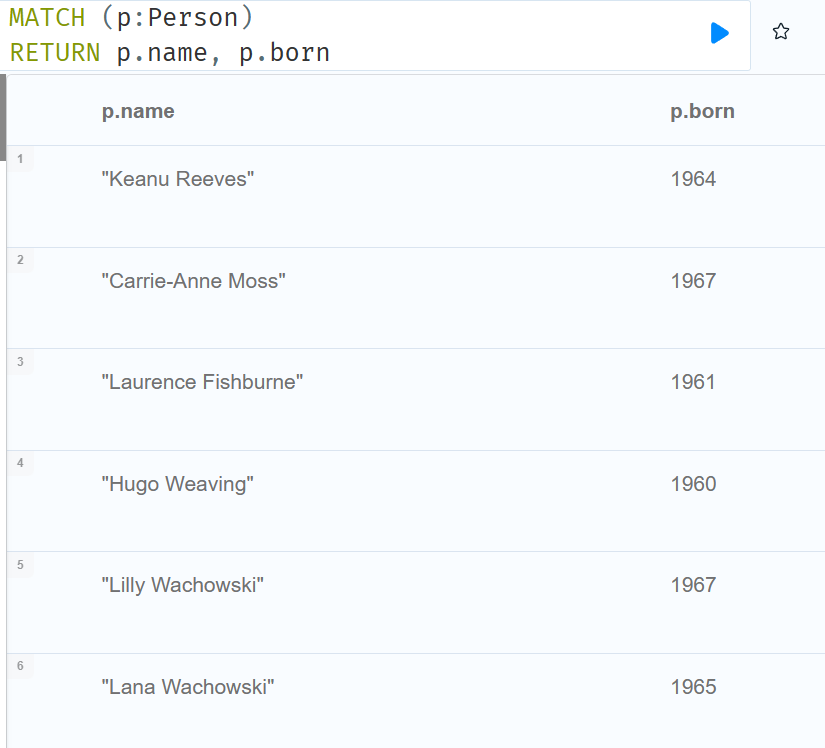 MATCH (p:Person)
RETURN p.name, p.born
p.name p.born
1
"Keanu Reeves" 1964
2
"Carrie-Anne Moss" 1967
3
"Laurence Fishburne" 1961
4
"Hugo Weaving" 1960
5
"Lilly Wachowski" 1967
6
"Lana Wachowski" 1965